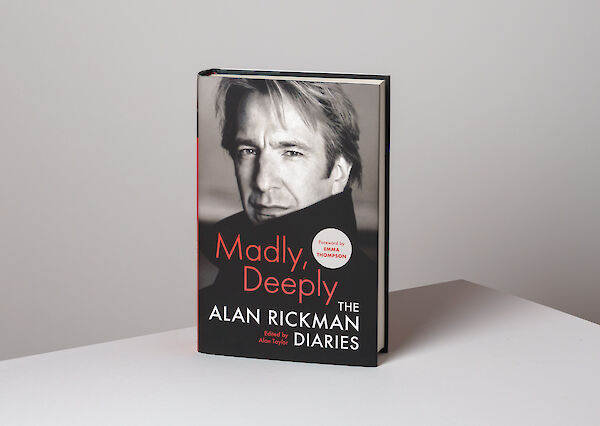 Madly,
Deeply
Foreword by
EMMA
THOMPSON
THE
ALAN RICKMAN
DIARIES
Edited by
Alan Taylor